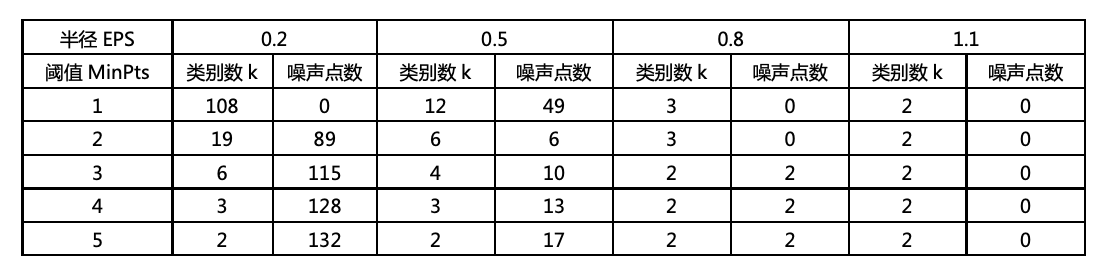 半径 EPS 0.2 0.5 0.8 1.1
阈值 MinPts 类别数 k 噪声点数 类别数 k 噪声点数 类别数 k 噪声点数 类别数 k 噪声点数
1 108 0 12 49 3 0 2 0
2 19 89 6 6 3 0 2 0
3 6 115 4 10 2 2 2 0
4 3 128 3 13 2 2 2 0
5 2 132 2 17 2 2 2 0